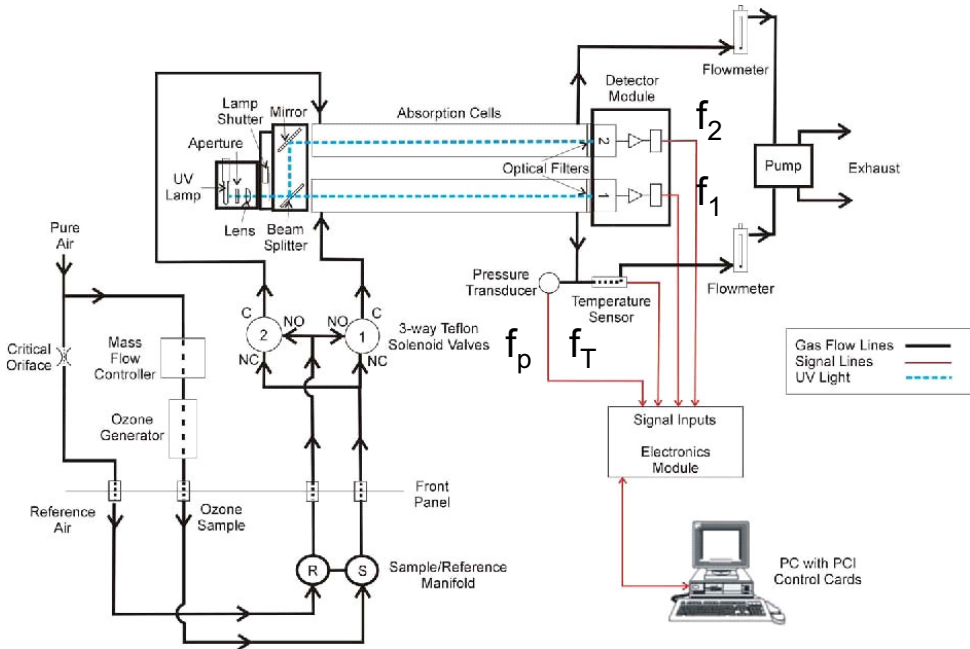 Flowmeter
Detector
Module
f2
Lamp
Shutter
Mirror
Absorption Cells
Aperture
2
Pump
Exhaust
Optical Filters
UV
Lamp
1
f1
Lens
Beam
Splitter
Pure
Air
Pressure
Transducer
Flowmeter
Temperature
Sensor
C
C
2
NO
NO
1
3-way Teflon
Solenoid Valves
NC
NC
fp
fT
Critical
Oriface
Mass
Flow
Controller
Gas Flow Lines
Signal Lines
UV Light
Ozone
Generator
Signal Inputs
Electronics
Module
Front
Panel
Reference
Air
Ozone
Sample
R
S
Sample/Reference
Manifold
PC with PCI
Control Cards